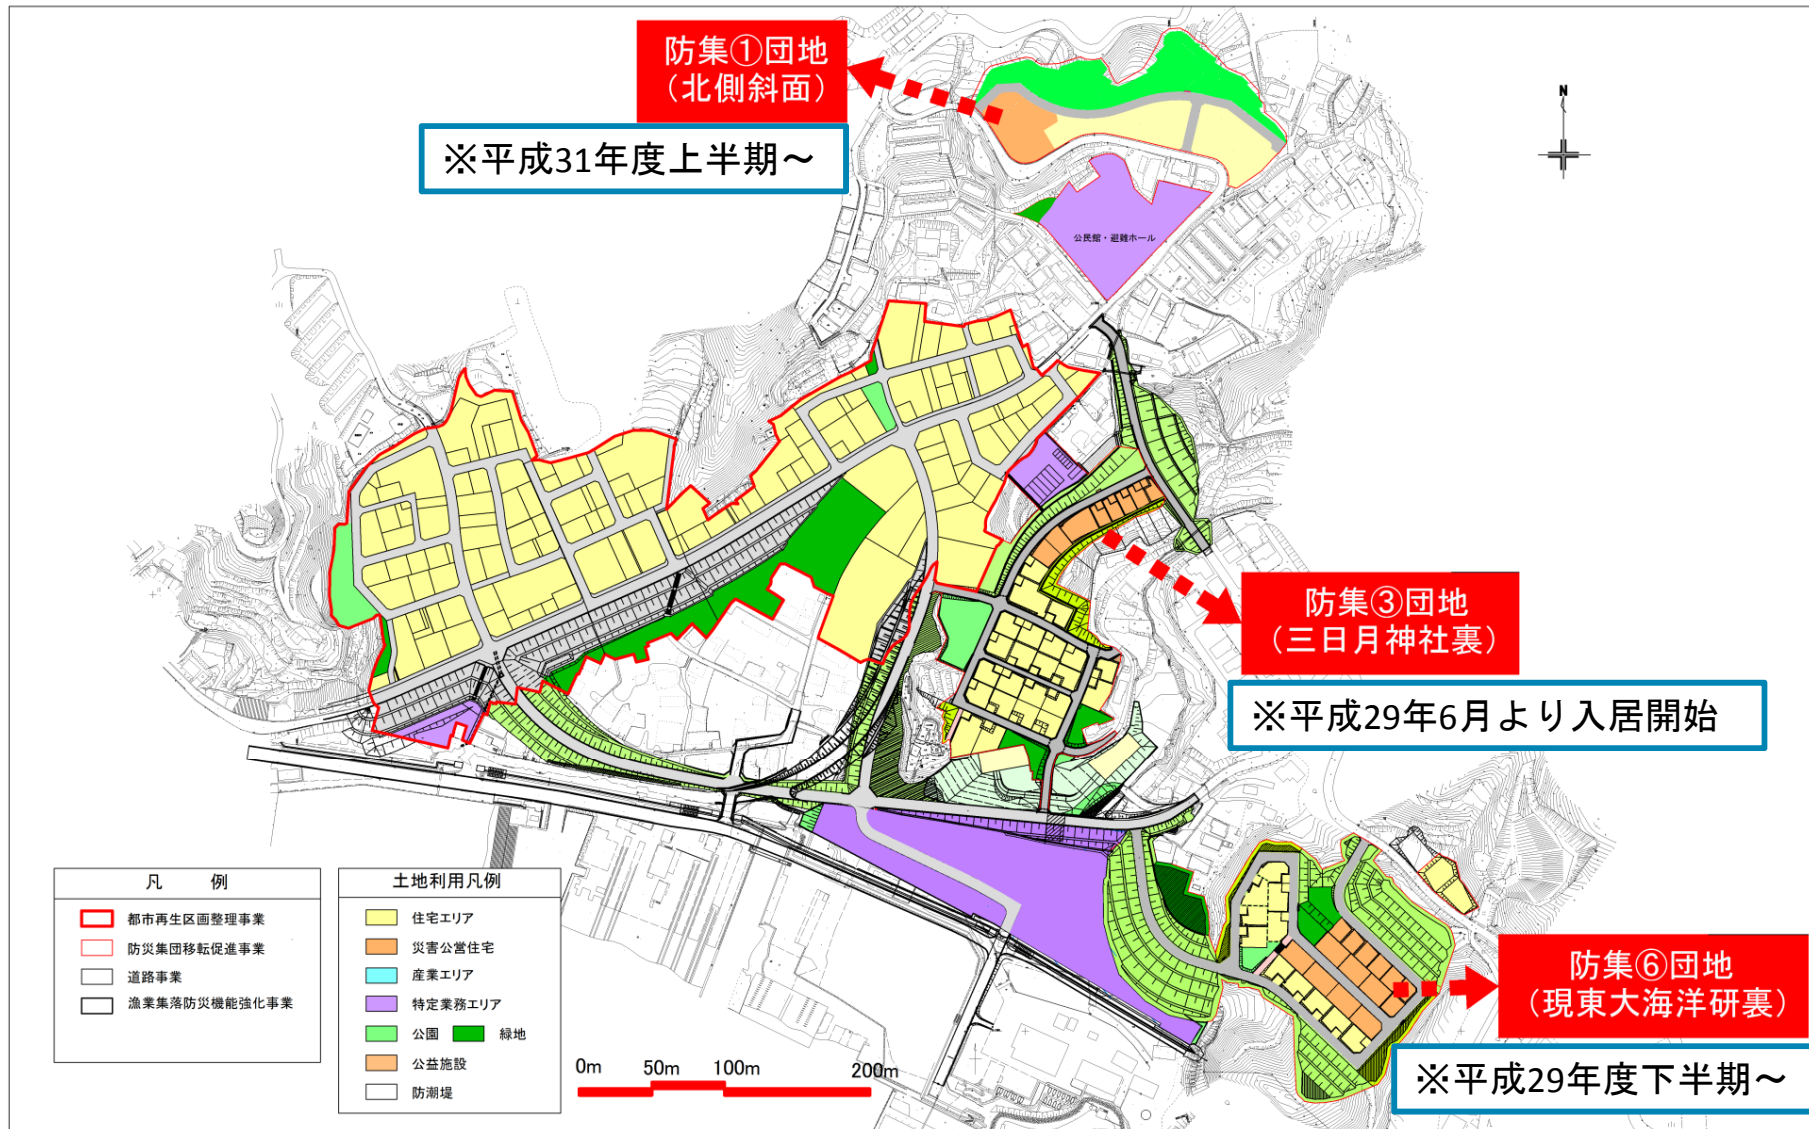 防集①団地
（北側斜面）
※平成31年度上半期～
N
公民館・避難ホール
防集③団地
（三日月神社裏）
※平成29年6月より入居開始
防集⑥団地
（現東大海洋研裏）
※平成29年度下半期～
凡　例
都市再生区画整理事業
防災集団移転促進事業
道路事業
漁業集落防災機能強化事業
土地利用凡例
住宅エリア
災害公営住宅
産業エリア
特定業務エリア
公園 緑地
公益施設
防潮堤
0m 50m 100m 200m